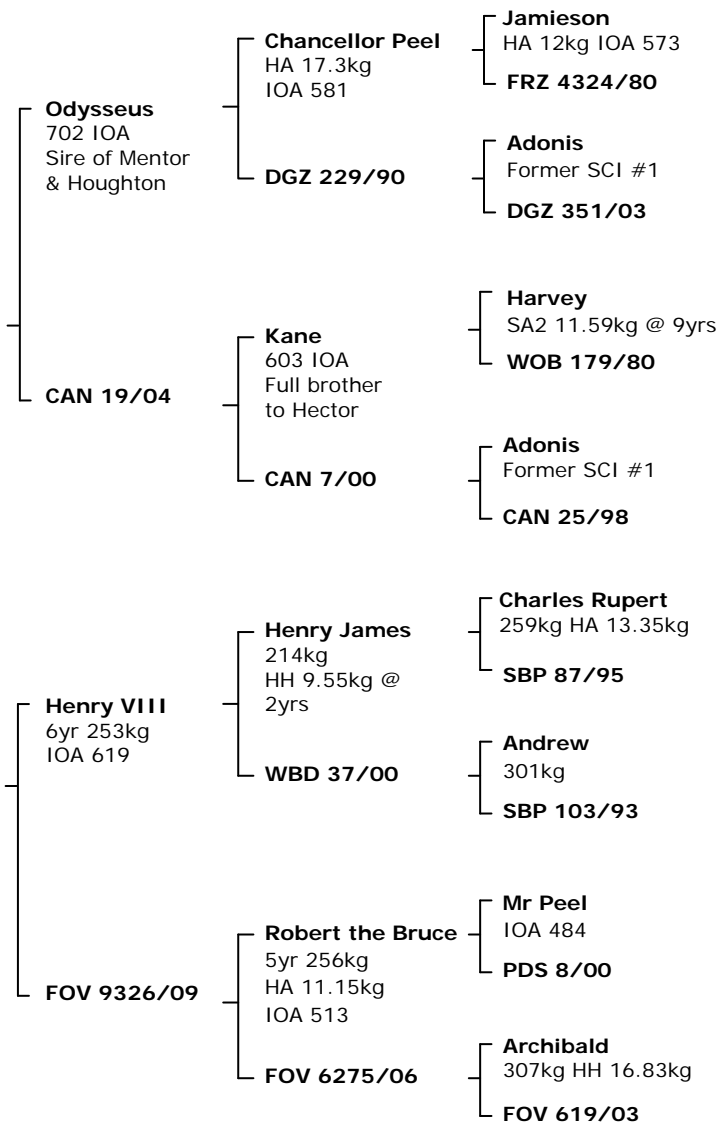 Odysseus
702 IOA
Sire of Mentor
& Houghton
CAN 19/04
Chancellor Peel
HA 17.3kg
IOA 581
DGZ 229/90
Kane
603 IOA
Full brother
to Hector
CAN 7/00
Jamieson
HA 12kg IOA 573
FRZ 4324/80
Adonis
Former SCI #1
DGZ 351/03
Harvey
SA2 11.59kg @ 9yrs
WOB 179/80
Adonis
Former SCI #1
CAN 25/98
Henry VIII
6yr 253kg
IOA 619
FOV 9326/09
Henry James
214kg
HH 9.55kg @
2yrs
WBD 37/00
Robert the Bruce
5yr 256kg
HA 11.15kg
IOA 513
FOV 6275/06
Charles Rupert
259kg HA 13.35kg
SBP 87/95
Andrew
301kg
SBP 103/93
Mr Peel
IOA 484
PDS 8/00
Archibald
307kg HH 16.83kg
FOV 619/03